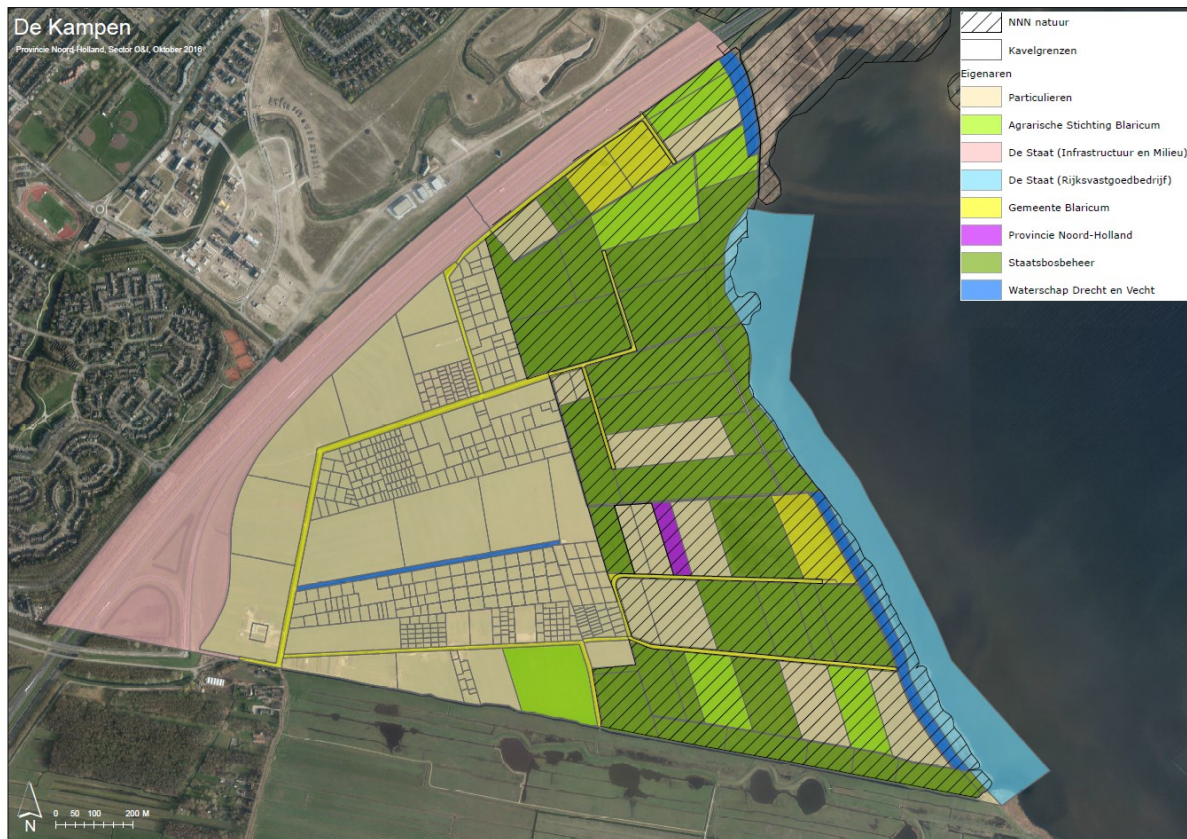 De Kampen
Provincie Noord-Holland, Sector O&I, Oktober 2016
NNN natuur
Kavelgrenzen
Eigenaren
Particulieren
Agrarische Stichting Blaricum
De Staat (Infrastructuur en Milieu)
De Staat (Rijksvastgoedbedrijf)
Gemeente Blaricum
Provincie Noord-Holland
Staatsbosbeheer
Waterschap Drecht en Vecht
0 50 100 200 M
N